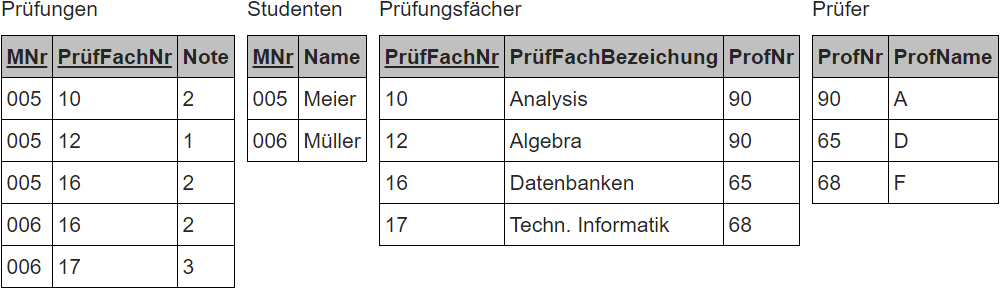 Prüfungen
MNr PrüfFachNr Note
005 10 2
005 12 1
005 16 2
006 16 2
006 17 3
Studenten
MNr Name
005 Meier
006 Müller
Prüfungsfächer
PrüfFachNr PrüfFachBezeichung ProfNr
10 Analysis 90
12 Algebra 90
16 Datenbanken 65
17 Techn. Informatik 68
Prüfer
ProfNr ProfName
90 A
65 D
68 F